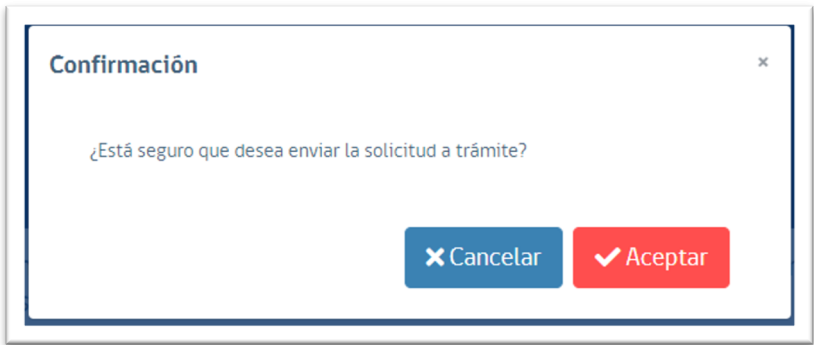 Confirmación
×
¿Está seguro que desea enviar la solicitud a trámite?
Cancelar
Aceptar